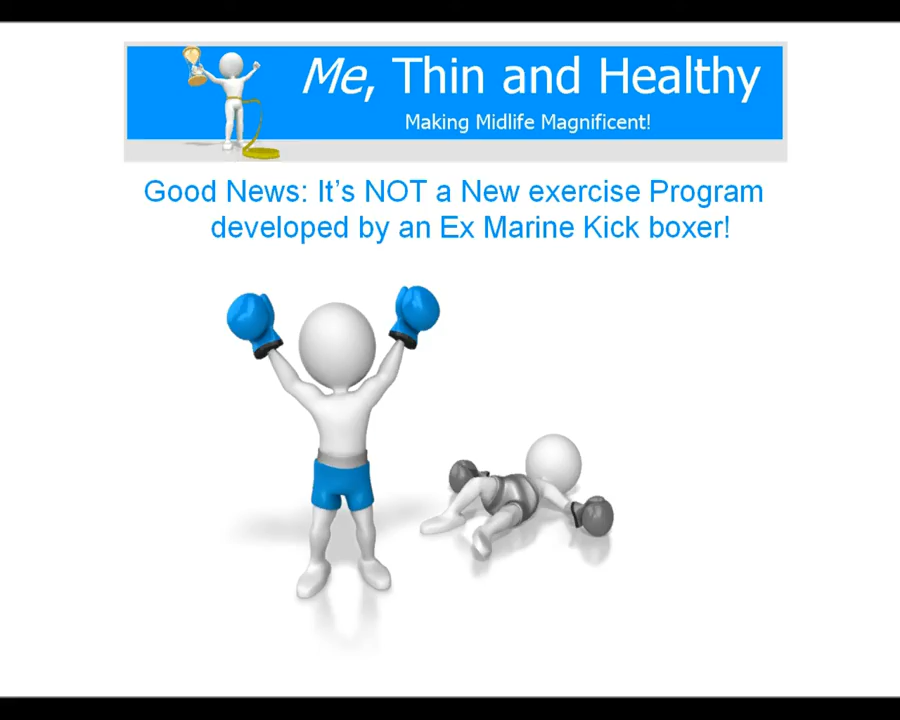 Me, Thin and Healthy
Making Midlife Magnificent!
Good News: It’s NOT a New exercise Program
developed by an Ex Marine Kick boxer!